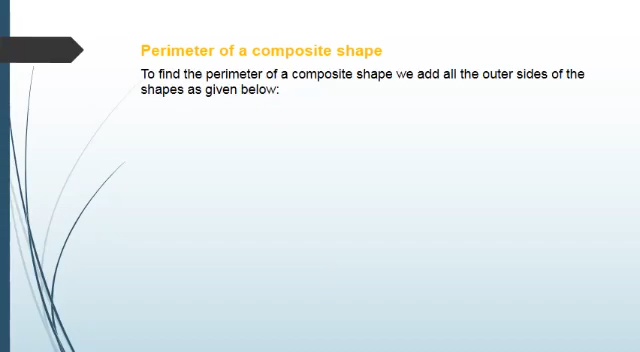 Perimeter of a composite shape
To find the perimeter of a composite shape we add all the outer sides of the
shapes as given below: